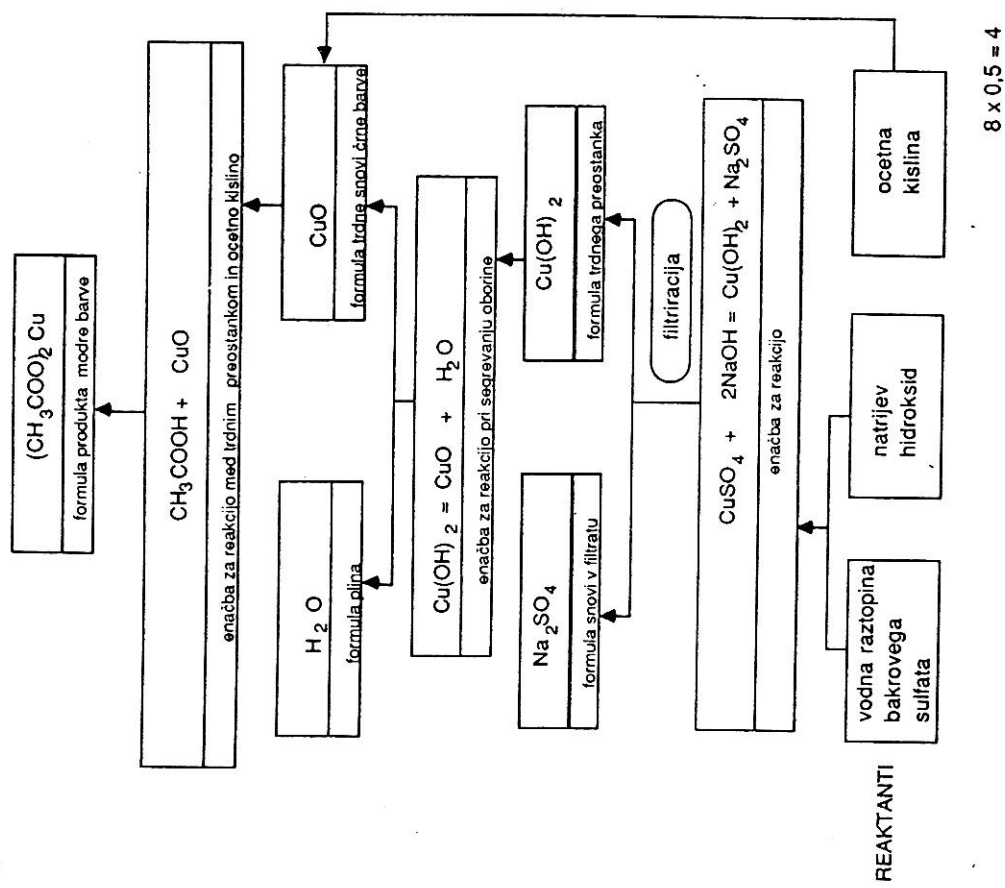 (CH₃COO)₂ Cu
formula produkta modre barve
CH₃COOH + CuO
enačba za reakcijo med trdnim preostankom in ocetno kislino
H₂O
formula plina
CuO
formula trdne snovi črne barve
Cu(OH)₂ = CuO + H₂O
enačba za reakcijo pri segrevanju oborine
Na₂SO₄
formula snovi v filtratu
Cu(OH)₂
formula trdnega preostanka
filtriracija
CuSO₄ + 2NaOH = Cu(OH)₂ + Na₂SO₄
enačba za reakcijo
REAKTANTI
vodna raztopina
bakrovega
sulfata
natrijev
hidroksid
ocetna
kislina
8 x 0,5 = 4